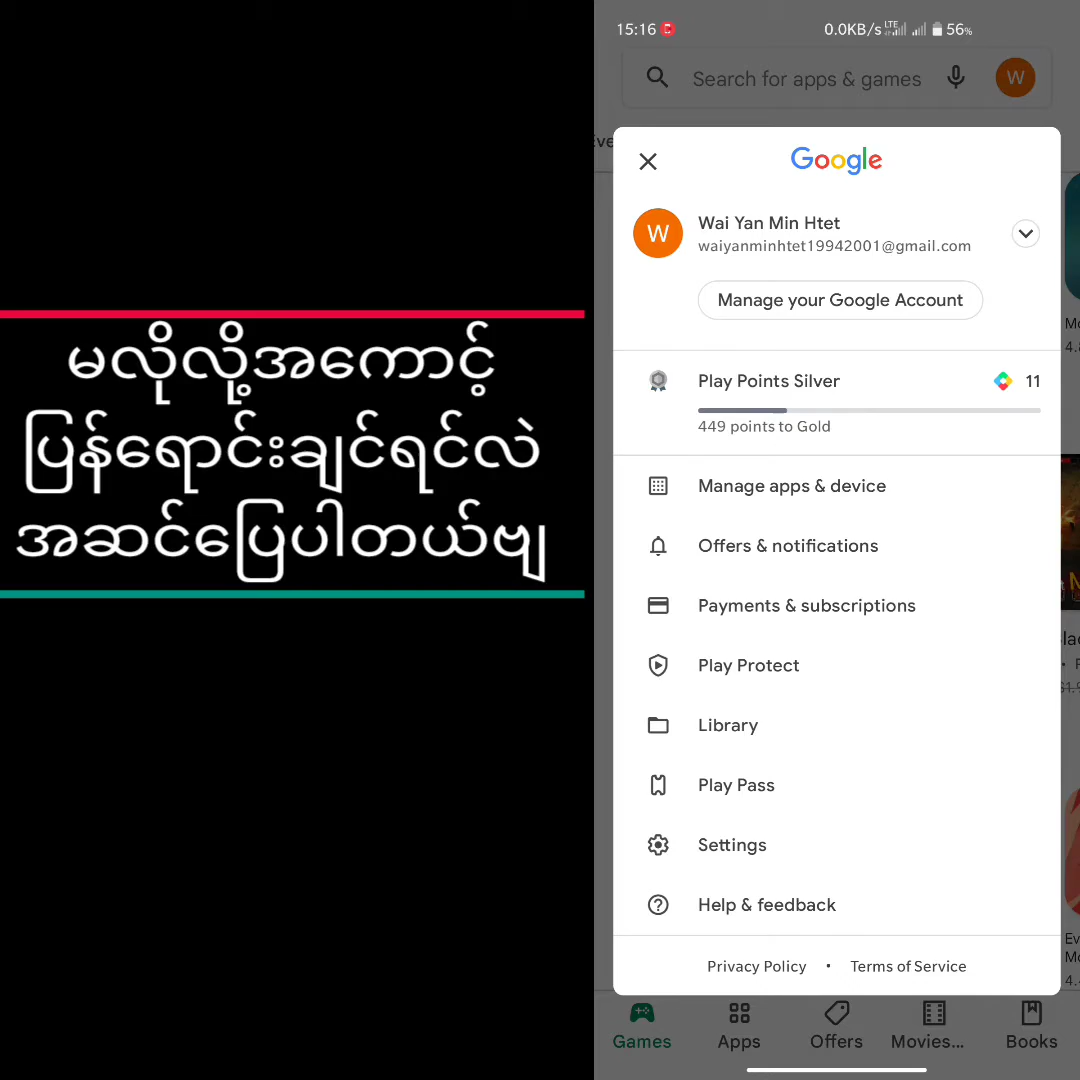 မလိုလို့အကောင့်
ပြန်ရောင်းချင်ရင်လဲ
အဆင်ပြေပါတယ်ဗျ
15:16 0.0KB/s LTE 56%
Search for apps & games W
Eve
Google
W Wai Yan Min Htet
waiyanminhtet19942001@gmail.com
Manage your Google Account
Play Points Silver 11
449 points to Gold
Manage apps & device
Offers & notifications
Payments & subscriptions
Play Protect
Library
Play Pass
Settings
Help & feedback
Privacy Policy • Terms of Service
Games Apps Offers Movies... Books